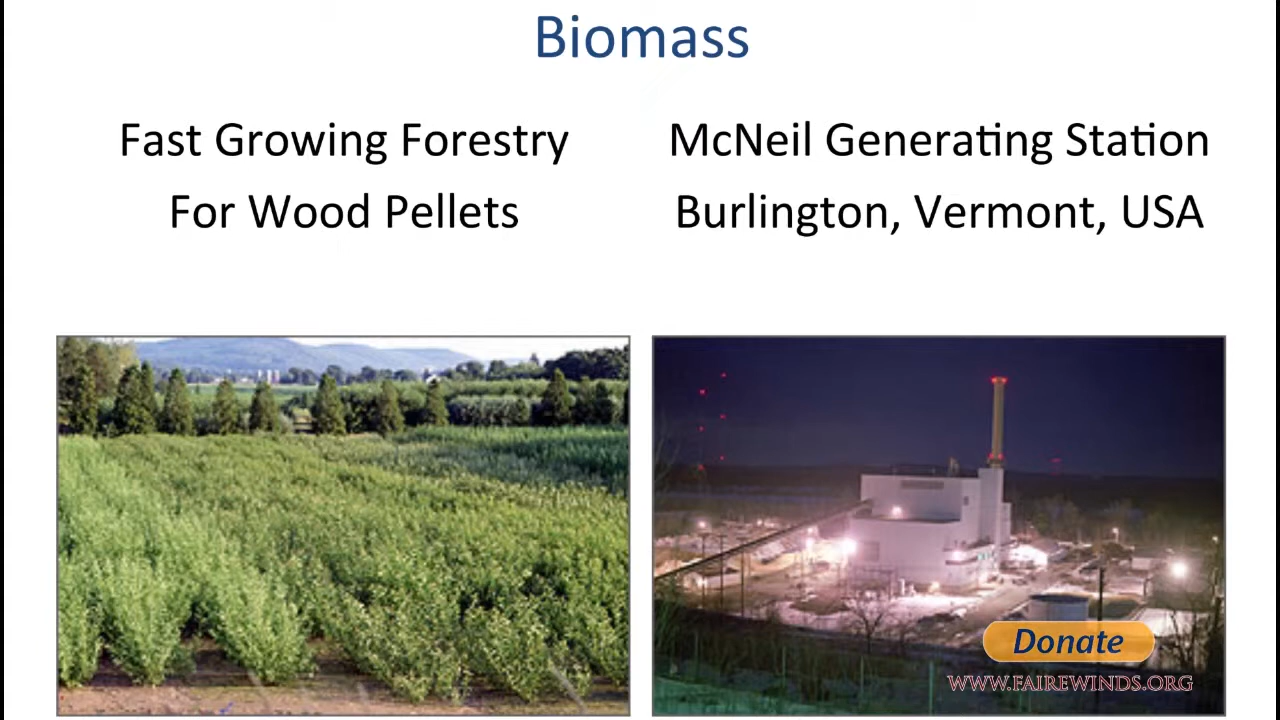 Biomass
Fast Growing Forestry
For Wood Pellets
McNeil Generating Station
Burlington, Vermont, USA
Donate
WWW.FAIREWINDS.ORG